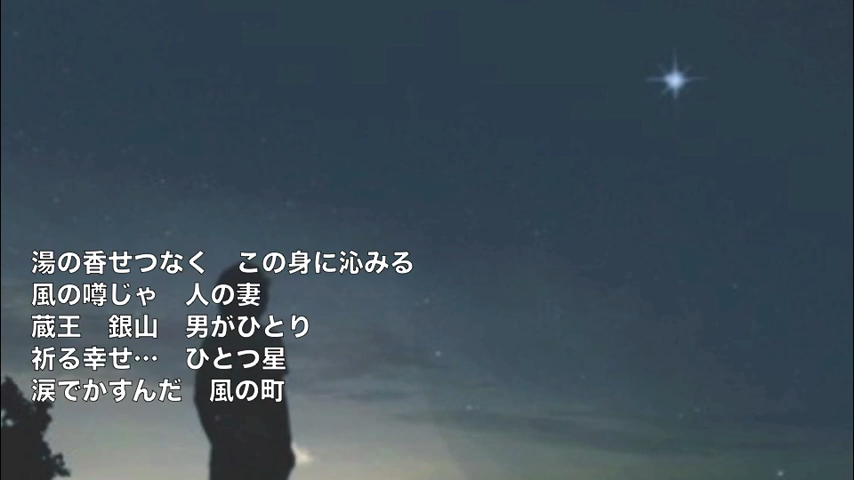 湯の香せつなく　この身に沁みる
風の噂じゃ　人の妻
蔵王　銀山　男がひとり
祈る幸せ…　ひとつ星
涙でかすんだ　風の町